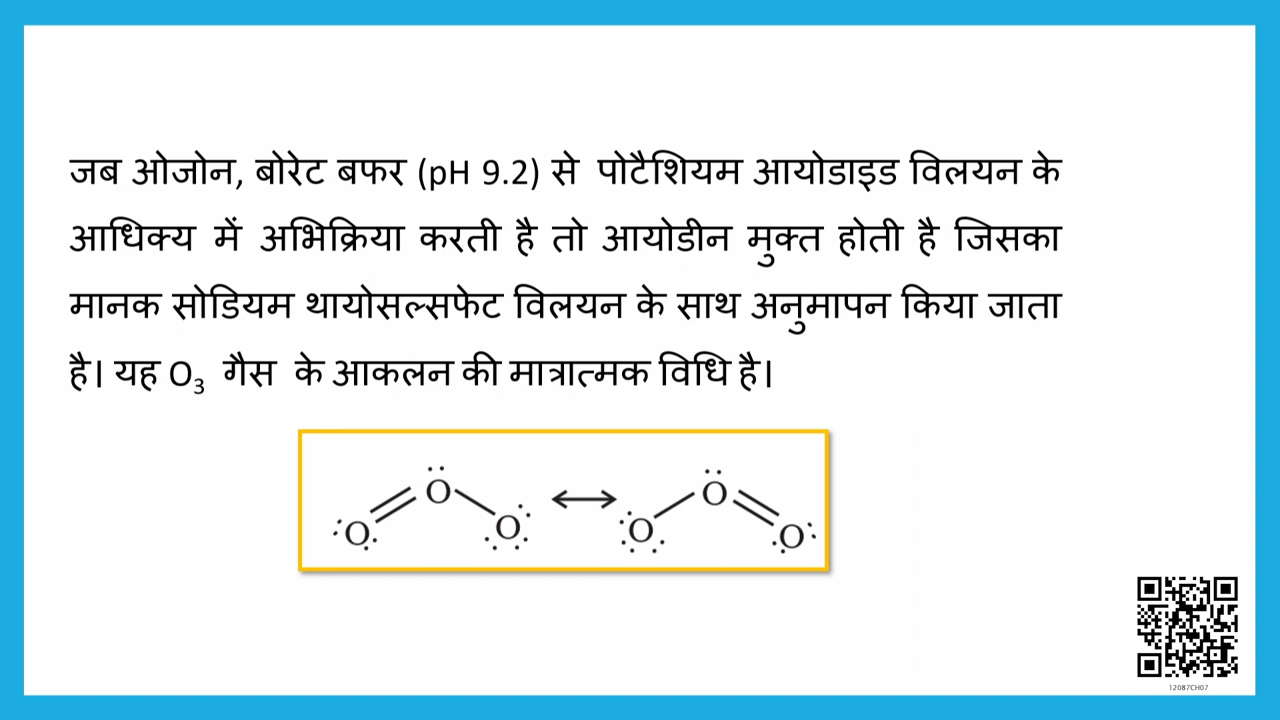 जब ओजोन, बोरेट बफर (pH 9.2) से पोटैशियम आयोडाइड विलयन के
आधिक्य में अभिक्रिया करती है तो आयोडीन मुक्त होती है जिसका
मानक सोडियम थायोसल्सफेट विलयन के साथ अनुमापन किया जाता
है। यह O₃ गैस के आकलन की मात्रात्मक विधि है।
O O O ↔ O O O
12087CH07